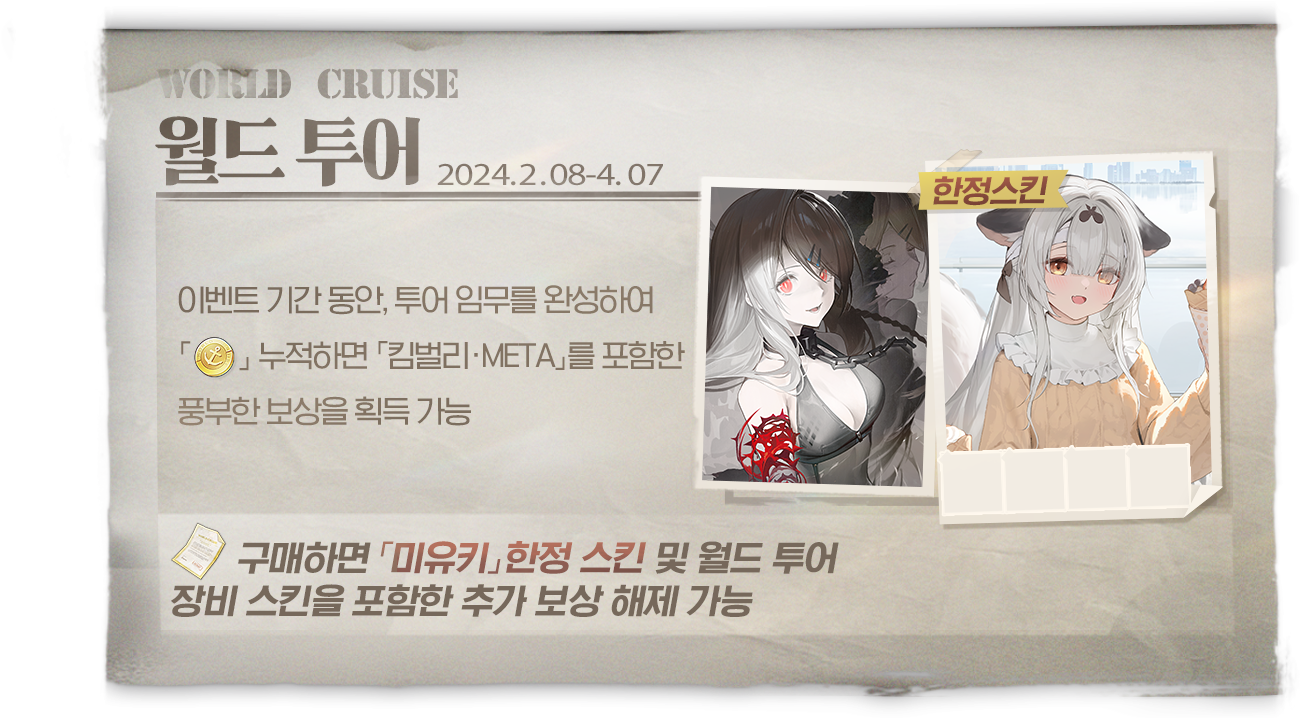 WORLD CRUISE
월드 투어 2024.2.08-4.07
한정스킨
이벤트 기간 동안, 투어 임무를 완성하여
「」 누적하면 「킴벌리·META」를 포함한
풍부한 보상을 획득 가능
구매하면 「미유키」 한정 스킨 및 월드 투어
장비 스킨을 포함한 추가 보상 해제 가능